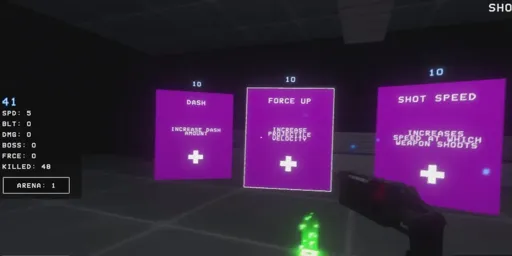 SHO
41
SPD: 5
BLT: 0
DMG: 0
BOSS: 0
FRCE: 0
KILLED: 48
ARENA: 1
10
DASH
INCREASE DASH
AMOUNT
10
FORCE UP
INCREASE
VELOCITY
10
SHOT SPEED
INCREASES
SPEED AT WHICH
WEAPON SHOOTS